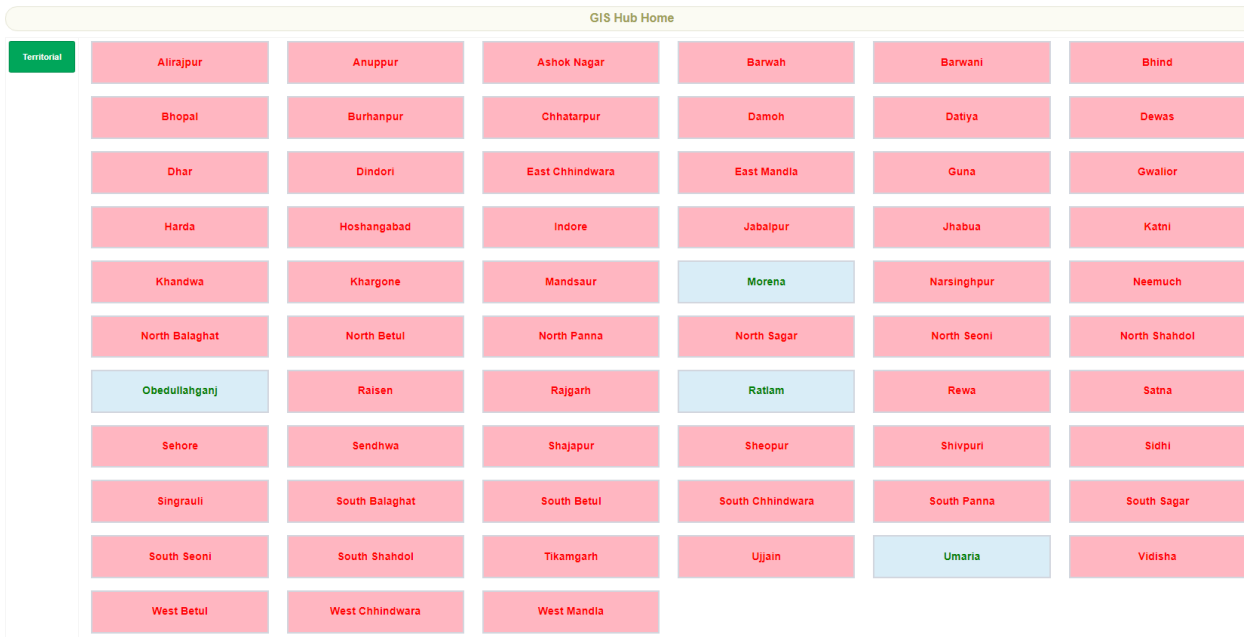 GIS Hub Home
Territorial
Alirajpur Anuppur Ashok Nagar Barwah Barwani Bhind
Bhopal Burhanpur Chhatarpur Damoh Datiya Dewas
Dhar Dindori East Chhindwara East Mandla Guna Gwalior
Harda Hoshangabad Indore Jabalpur Jhabua Katni
Khandwa Khargone Mandsaur Morena Narsinghpur Neemuch
North Balaghat North Betul North Panna North Sagar North Seoni North Shahdol
Obedullahganj Raisen Rajgarh Ratlam Rewa Satna
Sehore Sendhwa Shajapur Sheopur Shivpuri Sidhi
Singrauli South Balaghat South Betul South Chhindwara South Panna South Sagar
South Seoni South Shahdol Tikamgarh Ujjain Umaria Vidisha
West Betul West Chhindwara West Mandla